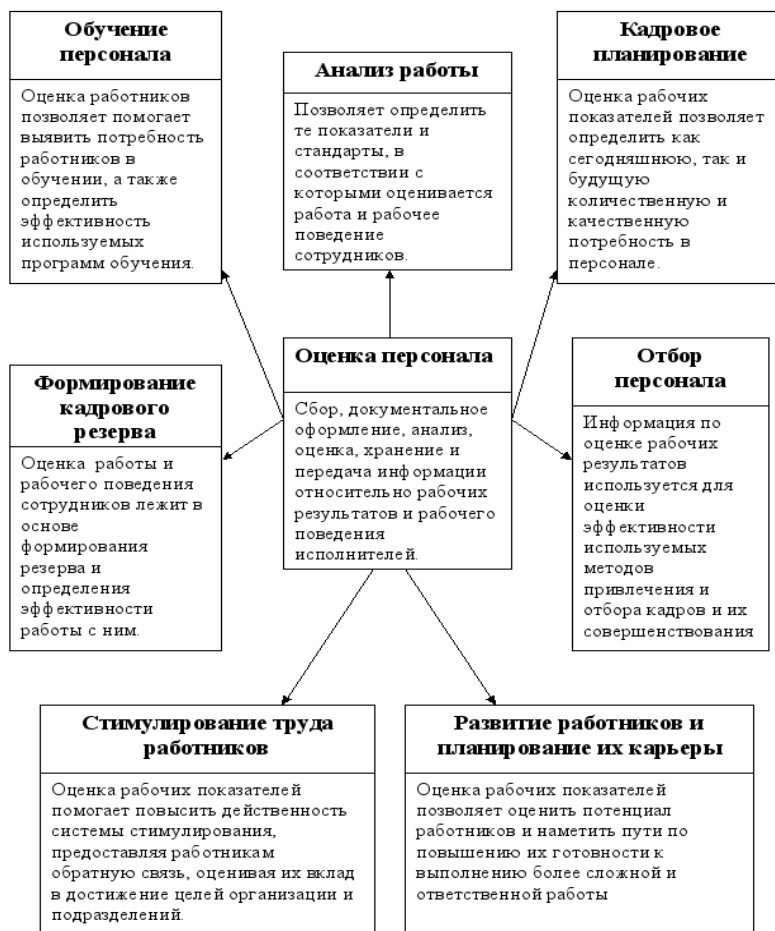 Обучение
персонала
Оценка работников
позволяет помогает
выявить потребность
работников в
обучении, а также
определить
эффективность
используемых
программ обучения.
Анализ работы
Позволяет определить
те показатели и
стандарты, в
соответствии с
которыми оценивается
работа и рабочее
поведение
сотрудников.
Кадровое
планирование
Оценка рабочих
показателей позволяет
определить как
сегодняшнюю, так и
будущую
количественную и
качественную
потребность в
персонале.
Формирование
кадрового
резерва
Оценка работы и
рабочего поведения
сотрудников лежит в
основе
формирования
резерва и
определения
эффективности
работы с ним.
Оценка персонала
Сбор, документальное
оформление, анализ,
оценка, хранение и
передача информации
относительно рабочих
результатов и рабочего
поведения
исполнителей.
Отбор
персонала
Информация по
оценке рабочих
результатов
используется для
оценки
эффективности
используемых
методов
привлечения и
отбора кадров и их
совершенствования
Стимулирование труда
работников
Оценка рабочих показателей
помогает повысить действенность
системы стимулирования,
предоставляя работникам
обратную связь, оценивая их вклад
в достижение целей организации и
подразделений.
Развитие работников и
планирование их карьеры
Оценка рабочих показателей
позволяет оценить потенциал
работников и наметить пути по
повышению их готовности к
выполнению более сложной и
ответственной работы